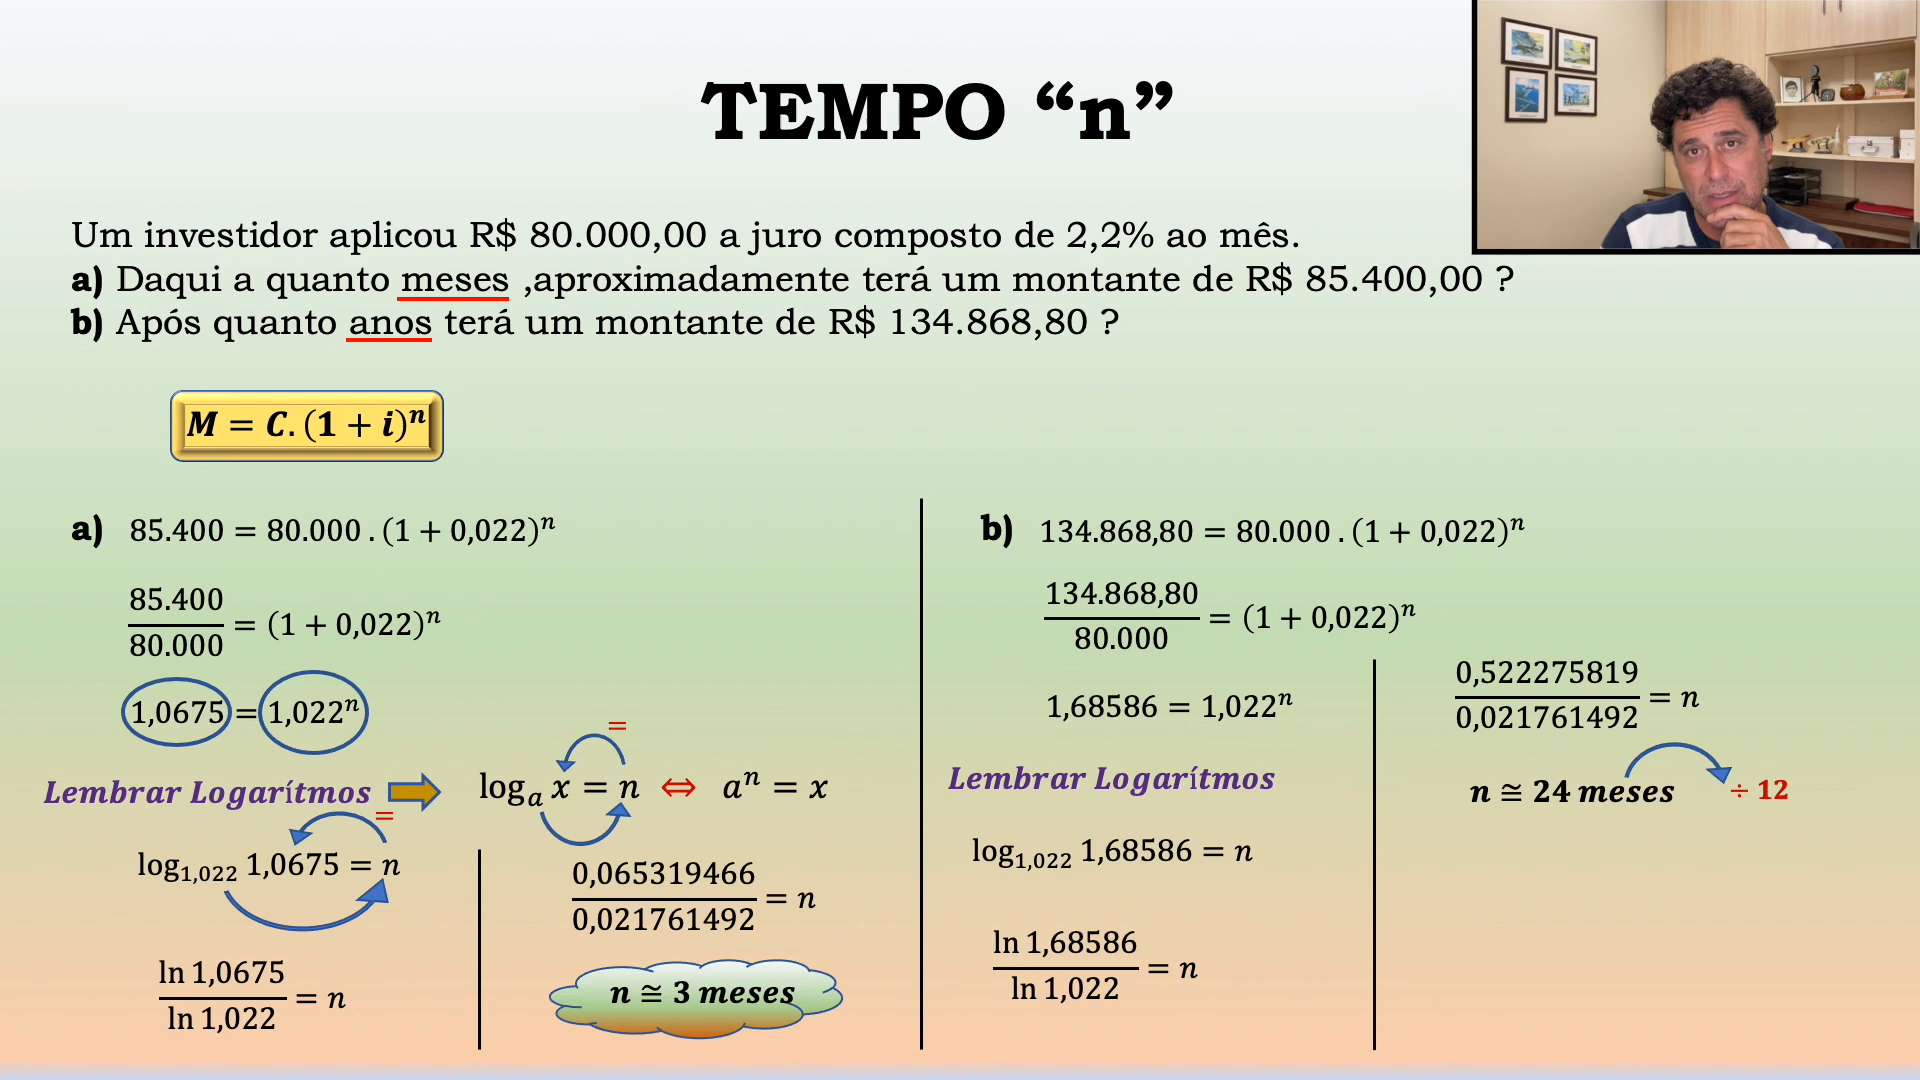 TEMPO “n”
Um investidor aplicou R$ 80.000,00 a juro composto de 2,2% ao mês.
a) Daqui a quanto meses ,aproximadamente terá um montante de R$ 85.400,00 ?
b) Após quanto anos terá um montante de R$ 134.868,80 ?
M = C. (1 + i)^n
a) 85.400 = 80.000 . (1 + 0,022)^n
85.400
80.000 = (1 + 0,022)^n
1,0675 = 1,022^n
Lembrar Logarítmos
=
log_a x = n ⇔ a^n = x
=
log_1,022 1,0675 = n
ln 1,0675
ln 1,022 = n
0,065319466
0,021761492 = n
n ≅ 3 meses
b) 134.868,80 = 80.000 . (1 + 0,022)^n
134.868,80
80.000 = (1 + 0,022)^n
1,68586 = 1,022^n
Lembrar Logarítmos
log_1,022 1,68586 = n
ln 1,68586
ln 1,022 = n
0,522275819
0,021761492 = n
n ≅ 24 meses ÷ 12